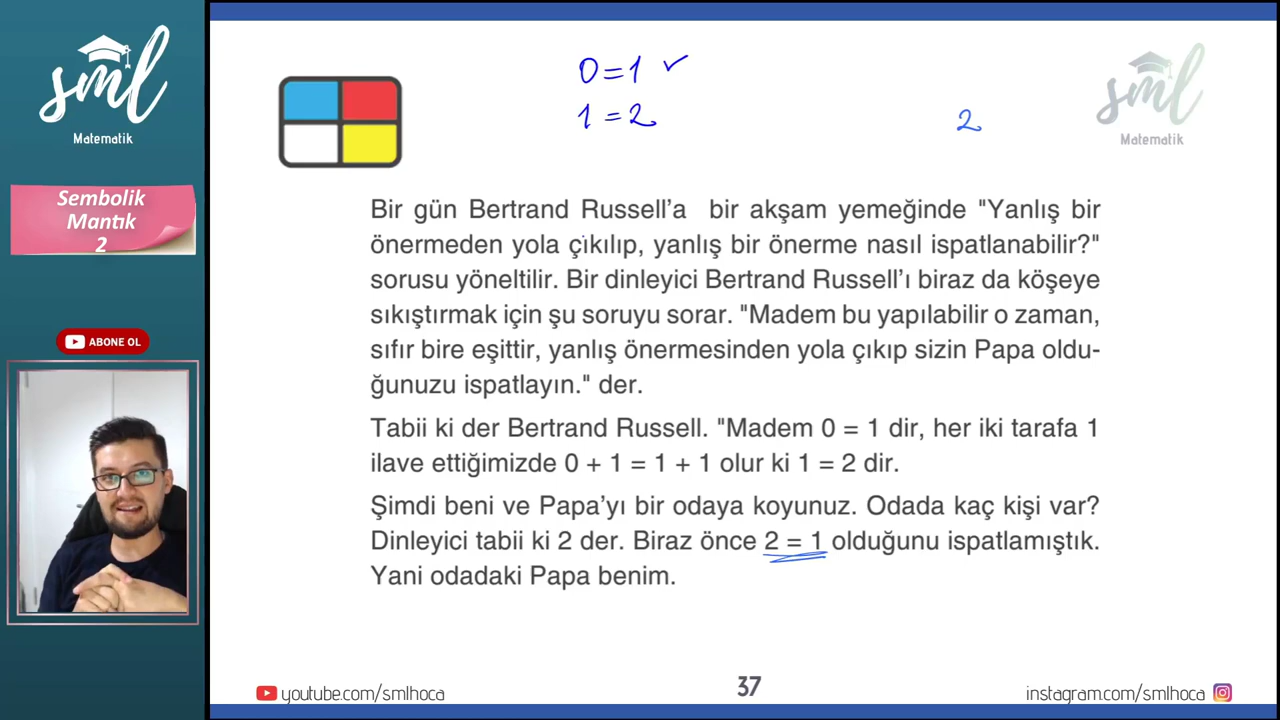 sml
Matematik
Sembolik
Mantık
2
ABONE OL
0=1 ✓
1=2
2
sml
Matematik
Bir gün Bertrand Russell'a bir akşam yemeğinde "Yanlış bir
önermeden yola çıkılıp, yanlış bir önerme nasıl ispatlanabilir?"
sorusu yöneltilir. Bir dinleyici Bertrand Russell'ı biraz da köşeye
sıkıştırmak için şu soruyu sorar. "Madem bu yapılabilir o zaman,
sıfır bire eşittir, yanlış önermesinden yola çıkıp sizin Papa oldu-
ğunuzu ispatlayın." der.
Tabii ki der Bertrand Russell. "Madem 0 = 1 dir, her iki tarafa 1
ilave ettiğimizde 0 + 1 = 1 + 1 olur ki 1 = 2 dir.
Şimdi beni ve Papa'yı bir odaya koyunuz. Odada kaç kişi var?
Dinleyici tabii ki 2 der. Biraz önce 2 = 1 olduğunu ispatlamıştık.
Yani odadaki Papa benim.
youtube.com/smlhoca
37
instagram.com/smlhoca